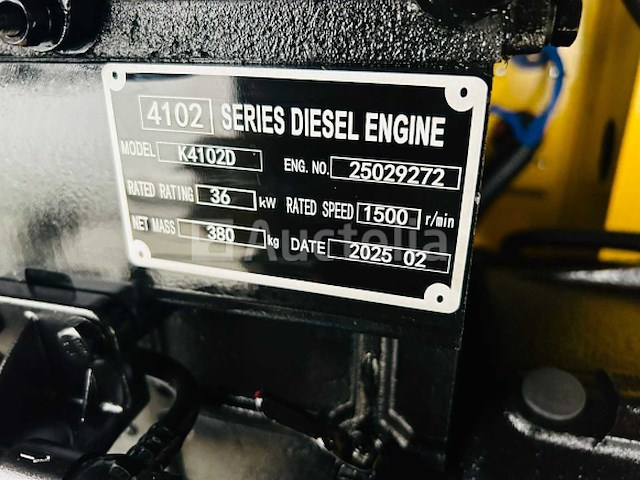 4102 SERIES DIESEL ENGINE
MODEL K4102D ENG. NO. 25029272
RATED RATING 36 kW RATED SPEED 1500 r/min
NET MASS 380 kg DATE 2025 02
Auctelia